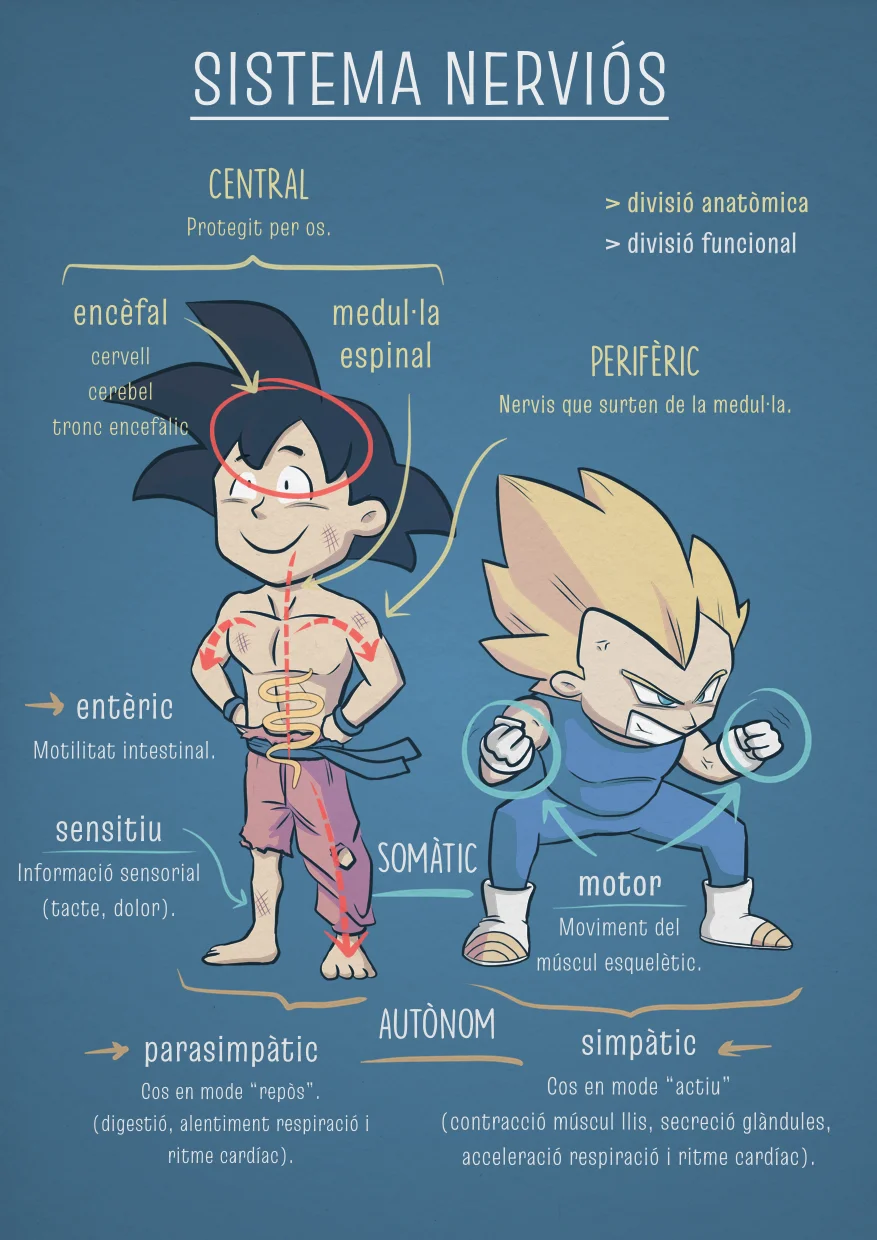 SISTEMA NERVIÓS
CENTRAL
Protegit per os.
> divisió anatòmica
> divisió funcional
encèfal
cervell
cerebel
tronc encefàlic
medul·la
espinal
PERIFÈRIC
Nervis que surten de la medul·la.
entèric
Motilitat intestinal.
sensitiu
Informació sensorial
(tacte, dolor).
SOMÀTIC
motor
Moviment del
múscul esquelètic.
AUTÒNOM
parasimpàtic
Cos en mode “repòs”.
(digestió, alentiment respiració i
ritme cardíac).
simpàtic
Cos en mode “actiu”
(contracció múscul llis, secreció glàndules,
acceleració respiració i ritme cardíac).